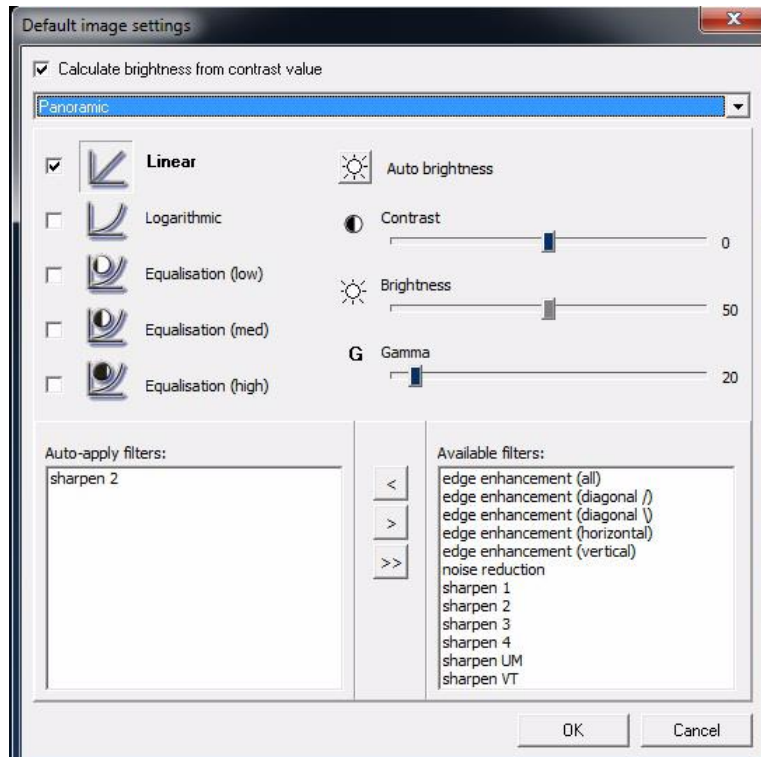 Default image settings
Calculate brightness from contrast value
Panoramic
Linear
Logarithmic
Equalisation (low)
Equalisation (med)
Equalisation (high)
Auto brightness
Contrast
0
Brightness
50
G Gamma
20
Auto-apply filters:
sharpen 2
<
>
>>
Available filters:
edge enhancement (all)
edge enhancement (diagonal /)
edge enhancement (diagonal \)
edge enhancement (horizontal)
edge enhancement (vertical)
noise reduction
sharpen 1
sharpen 2
sharpen 3
sharpen 4
sharpen UM
sharpen VT
OK
Cancel